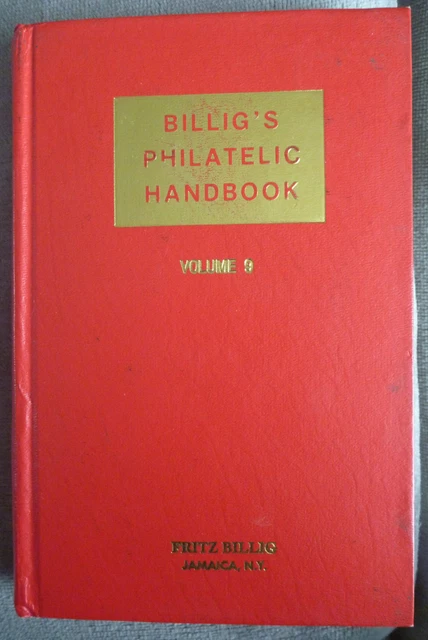 BILLIG'S
PHILATELIC
HANDBOOK
VOLUME 9
FRITZ BILLIG
JAMAICA, N.Y.